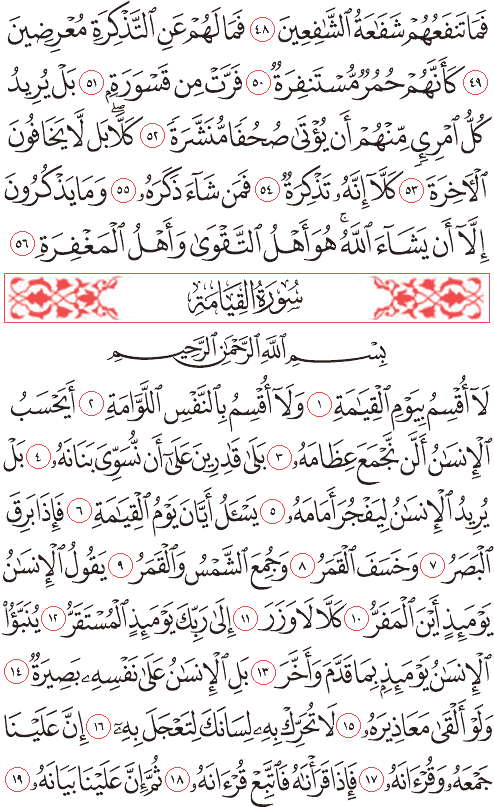 فَمَا تَنفَعُهُمْ شَفَٰعَةُ ٱلشَّٰفِعِينَ ٤٨ فَمَا لَهُمْ عَنِ ٱلتَّذْكِرَةِ مُعْرِضِينَ
٤٩ كَأَنَّهُمْ حُمُرٌ مُّسْتَنفِرَةٌ ٥٠ فَرَّتْ مِن قَسْوَرَةٍۭ ٥١ بَلْ يُرِيدُ
كُلُّ ٱمْرِئٍ مِّنْهُمْ أَن يُؤْتَىٰ صُحُفًا مُّنَشَّرَةً ٥٢ كَلَّا ۖ بَل لَّا يَخَافُونَ
ٱلْءَاخِرَةَ ٥٣ كَلَّآ إِنَّهُۥ تَذْكِرَةٌ ٥٤ فَمَن شَآءَ ذَكَرَهُۥ ٥٥ وَمَا يَذْكُرُونَ
إِلَّآ أَن يَشَآءَ ٱللَّهُ ۚ هُوَ أَهْلُ ٱلتَّقْوَىٰ وَأَهْلُ ٱلْمَغْفِرَةِ ٥٦
سُورَةُ القِيَامَةِ
بِسْمِ ٱللَّهِ ٱلرَّحْمَٰنِ ٱلرَّحِيمِ
لَآ أُقْسِمُ بِيَوْمِ ٱلْقِيَٰمَةِ ١ وَلَآ أُقْسِمُ بِٱلنَّفْسِ ٱللَّوَّامَةِ ٢ أَيَحْسَبُ
ٱلْإِنسَٰنُ أَلَّن نَّجْمَعَ عِظَامَهُۥ ٣ بَلَىٰ قَٰدِرِينَ عَلَىٰٓ أَن نُّسَوِّىَ بَنَانَهُۥ ٤ بَلْ
يُرِيدُ ٱلْإِنسَٰنُ لِيَفْجُرَ أَمَامَهُۥ ٥ يَسْـَٔلُ أَيَّانَ يَوْمُ ٱلْقِيَٰمَةِ ٦ فَإِذَا بَرِقَ
ٱلْبَصَرُ ٧ وَخَسَفَ ٱلْقَمَرُ ٨ وَجُمِعَ ٱلشَّمْسُ وَٱلْقَمَرُ ٩ يَقُولُ ٱلْإِنسَٰنُ
يَوْمَئِذٍ أَيْنَ ٱلْمَفَرُّ ١٠ كَلَّا لَا وَزَرَ ١١ إِلَىٰ رَبِّكَ يَوْمَئِذٍ ٱلْمُسْتَقَرُّ ١٢ يُنَبَّؤُا۟
ٱلْإِنسَٰنُ يَوْمَئِذٍۭ بِمَا قَدَّمَ وَأَخَّرَ ١٣ بَلِ ٱلْإِنسَٰنُ عَلَىٰ نَفْسِهِۦ بَصِيرَةٌ ١٤
وَلَوْ أَلْقَىٰ مَعَاذِيرَهُۥ ١٥ لَا تُحَرِّكْ بِهِۦ لِسَانَكَ لِتَعْجَلَ بِهِۦٓ ١٦ إِنَّ عَلَيْنَا
جَمْعَهُۥ وَقُرْءَانَهُۥ ١٧ فَإِذَا قَرَأْنَٰهُ فَٱتَّبِعْ قُرْءَانَهُۥ ١٨ ثُمَّ إِنَّ عَلَيْنَا بَيَانَهُۥ ١٩